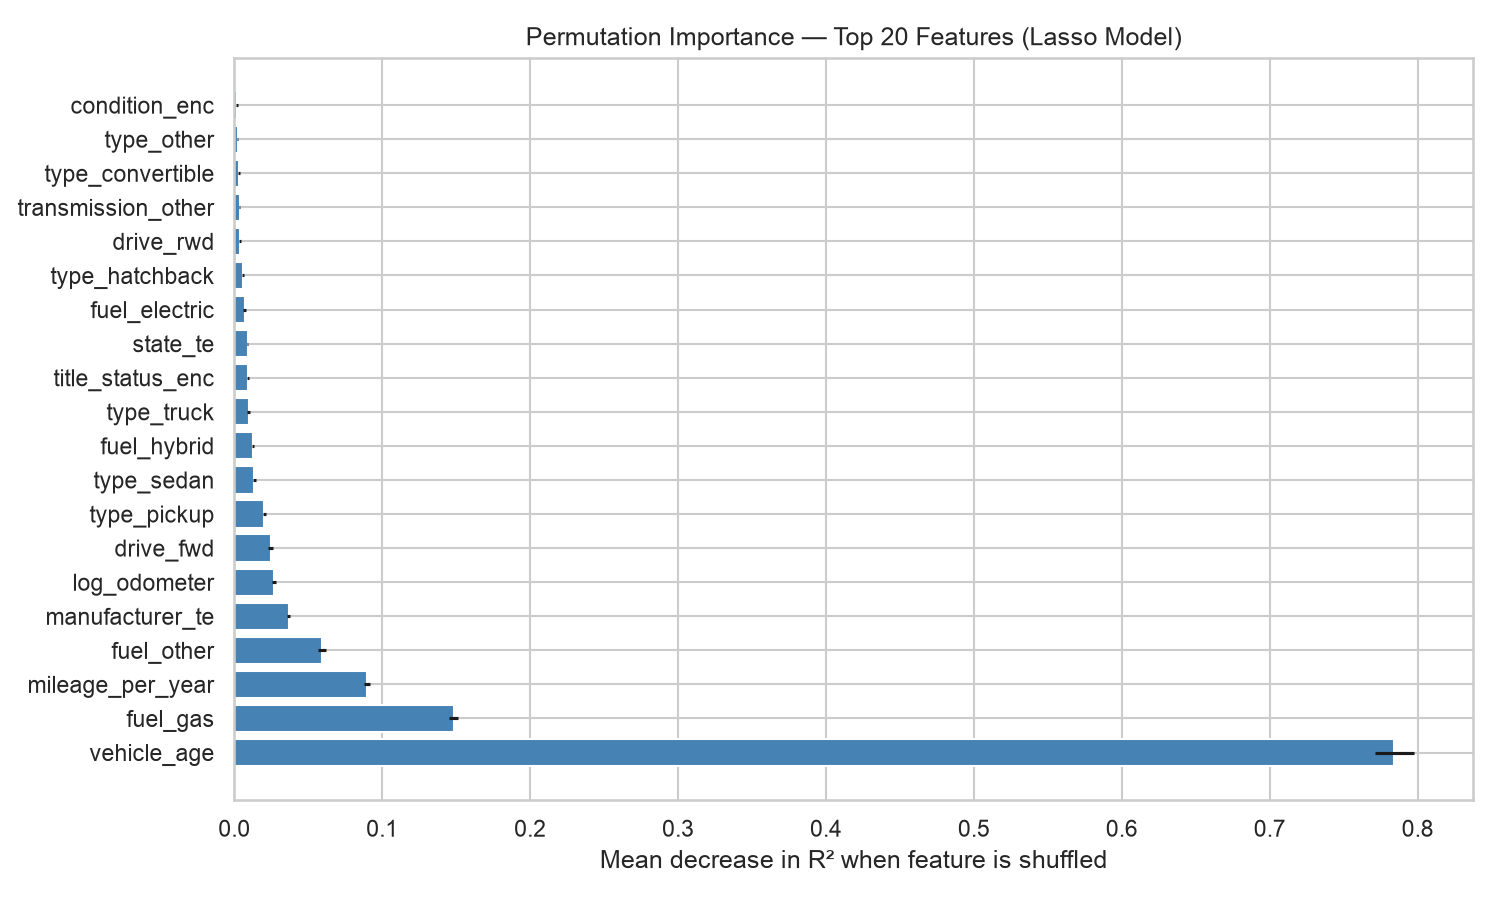 Permutation Importance — Top 20 Features (Lasso Model)
condition_enc
type_other
type_convertible
transmission_other
drive_rwd
type_hatchback
fuel_electric
state_te
title_status_enc
type_truck
fuel_hybrid
type_sedan
type_pickup
drive_fwd
log_odometer
manufacturer_te
fuel_other
mileage_per_year
fuel_gas
vehicle_age
0.0 0.1 0.2 0.3 0.4 0.5 0.6 0.7 0.8
Mean decrease in R² when feature is shuffled